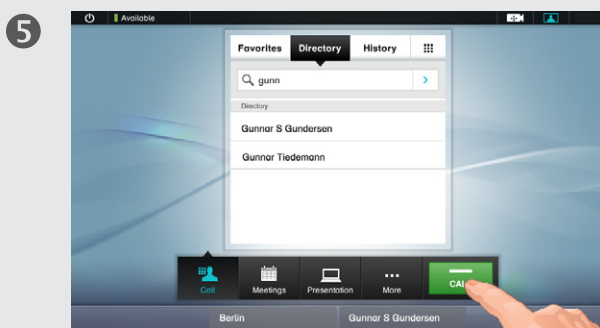 5
Available
Favorites Directory History
gunn
Directory
Gunnar S Gundersen
Gunnar Tiedemann
Call Meetings Presentation More
Berlin Gunnar S Gundersen